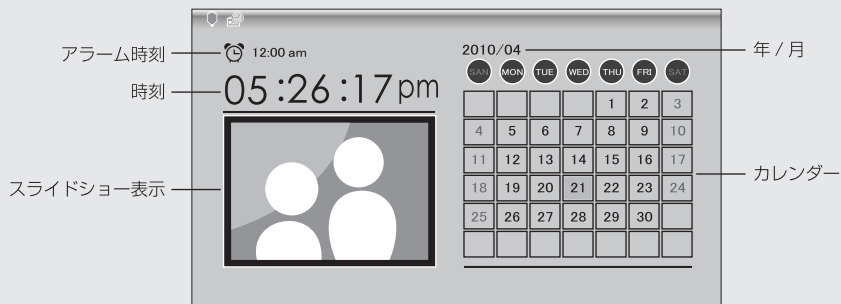 アラーム時刻
12:00 am
時刻
05:26:17pm
スライドショー表示
2010/04
年 / 月
SAN MON TUE WED THU FRI SAT
1 2 3
4 5 6 7 8 9 10
11 12 13 14 15 16 17
18 19 20 21 22 23 24
25 26 27 28 29 30
カレンダー